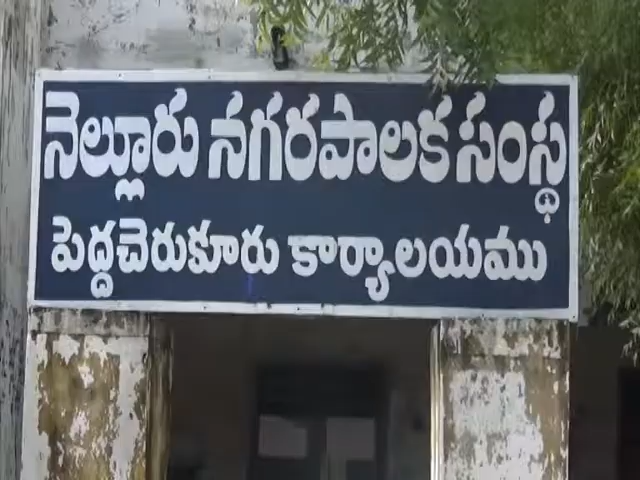 నెల్లూరు నగరపాలక సంస్థ
పెద్దచెరుకూరు కార్యాలయము